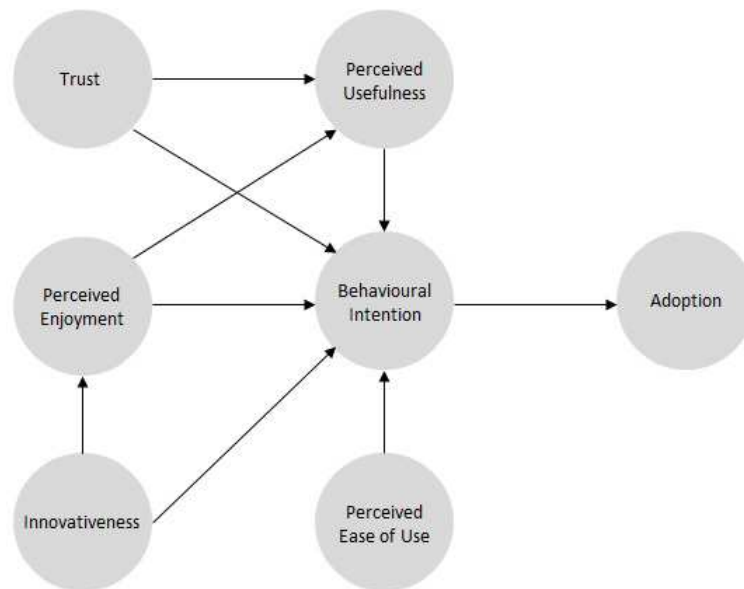 Trust
Perceived
Usefulness
Perceived
Enjoyment
Behavioural
Intention
Adoption
Innovativeness
Perceived
Ease of Use